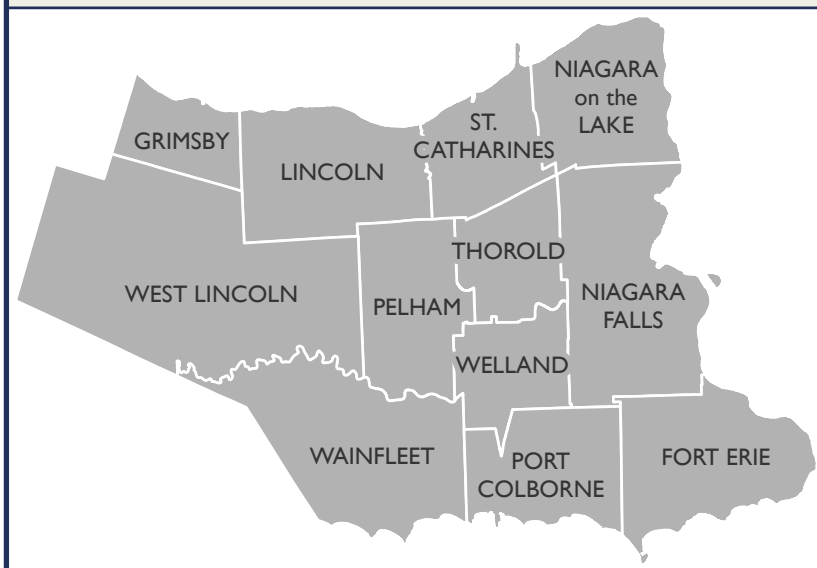 NIAGARA
on the
LAKE
GRIMSBY
ST.
CATHARINES
LINCOLN
THOROLD
WEST LINCOLN
PELHAM
NIAGARA
FALLS
WELLAND
WAINFLEET
PORT
COLBORNE
FORT ERIE